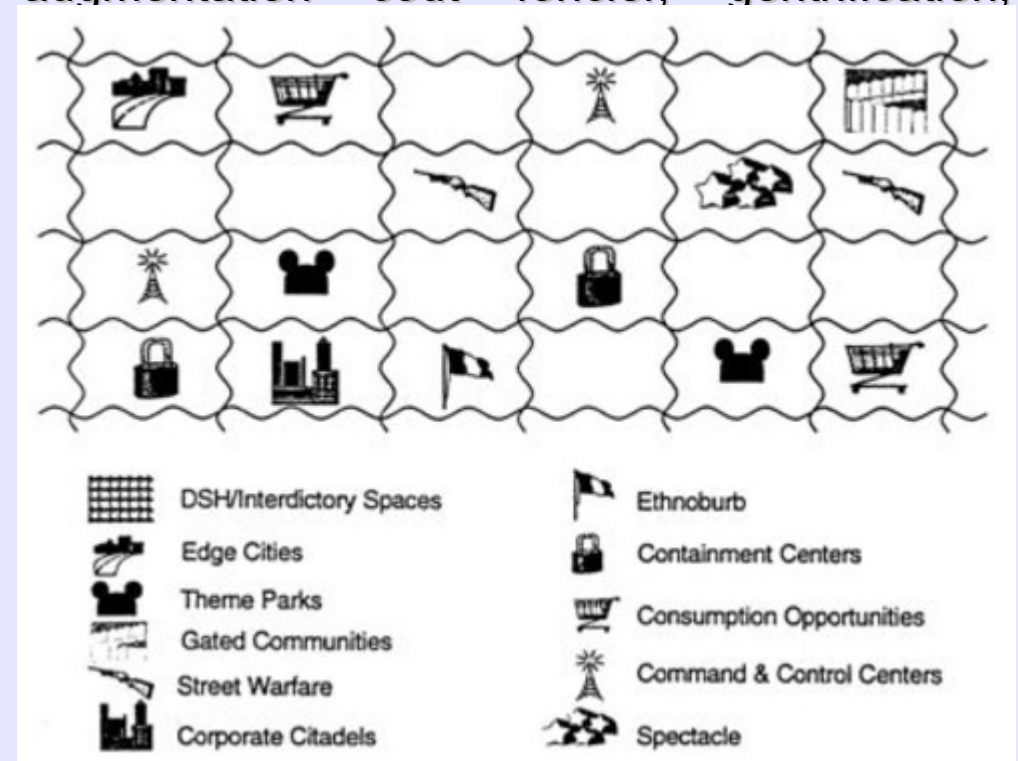 DSH/Interdictory Spaces
Edge Cities
Theme Parks
Gated Communities
Street Warfare
Corporate Citadels
Ethnoburb
Containment Centers
Consumption Opportunities
Command & Control Centers
Spectacle